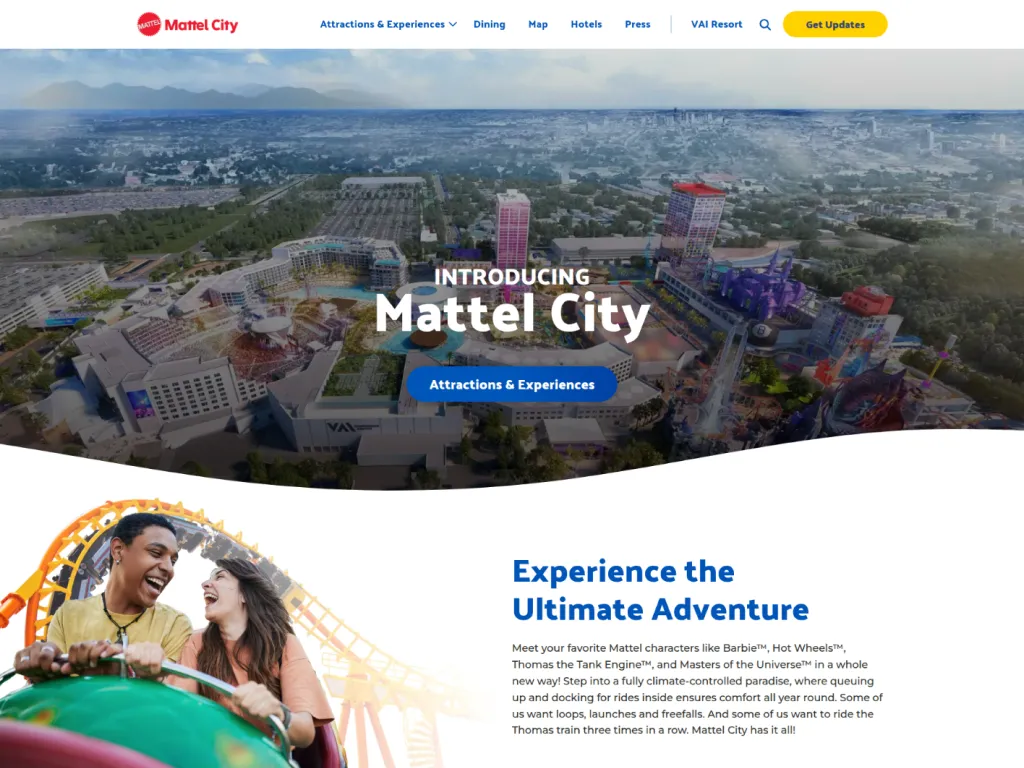 MATTEL Mattel City
Attractions & Experiences Dining Map Hotels Press VAI Resort Get Updates
INTRODUCING
Mattel City
Attractions & Experiences
VAI
Experience the
Ultimate Adventure
Meet your favorite Mattel characters like Barbie™, Hot Wheels™,
Thomas the Tank Engine™, and Masters of the Universe™ in a whole
new way! Step into a fully climate-controlled paradise, where queuing
up and docking for rides inside ensures comfort all year round. Some of
us want loops, launches and freefalls. And some of us want to ride the
Thomas train three times in a row. Mattel City has it all!